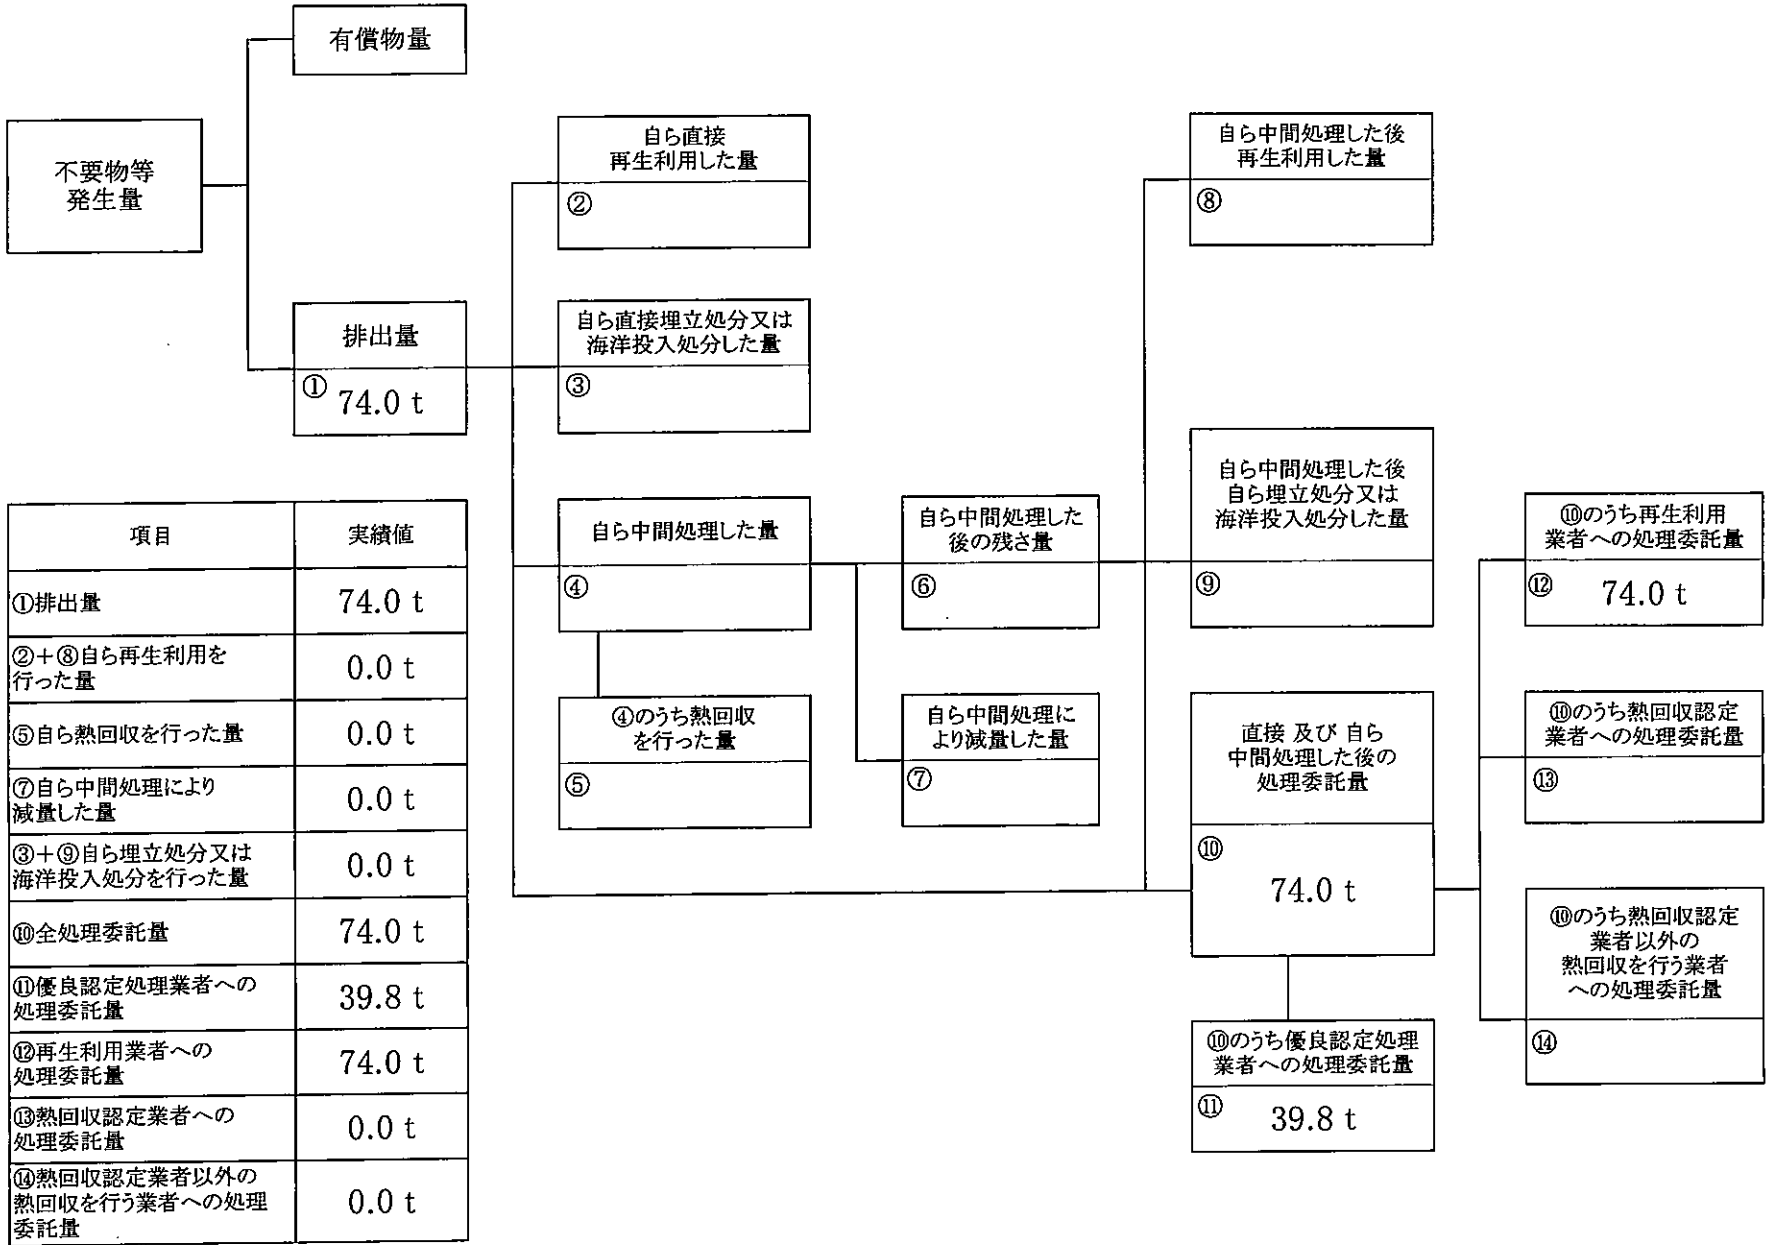 有償物量
不要物等
発生量
排出量
① 74.0 t
自ら直接
再生利用した量
②
自ら直接埋立処分又は
海洋投入処分した量
③
自ら中間処理した量
④
④のうち熱回収
を行った量
⑤
自ら中間処理した
後の残さ量
⑥
自ら中間処理に
より減量した量
⑦
自ら中間処理した後
再生利用した量
⑧
自ら中間処理した後
自ら埋立処分又は
海洋投入処分した量
⑨
直接 及び 自ら
中間処理した後の
処理委託量
⑩
74.0 t
⑩のうち優良認定処理
業者への処理委託量
⑪ 39.8 t
⑩のうち再生利用
業者への処理委託量
⑫ 74.0 t
⑩のうち熱回収認定
業者への処理委託量
⑬
⑩のうち熱回収認定
業者以外の
熱回収を行う業者
への処理委託量
⑭
項目 実績値
①排出量 74.0 t
②+⑧自ら再生利用を
行った量 0.0 t
⑤自ら熱回収を行った量 0.0 t
⑦自ら中間処理により
減量した量 0.0 t
③+⑨自ら埋立処分又は
海洋投入処分を行った量 0.0 t
⑩全処理委託量 74.0 t
⑪優良認定処理業者への
処理委託量 39.8 t
⑫再生利用業者への
処理委託量 74.0 t
⑬熱回収認定業者への
処理委託量 0.0 t
⑭熱回収認定業者以外の
熱回収を行う業者への処理
委託量 0.0 t